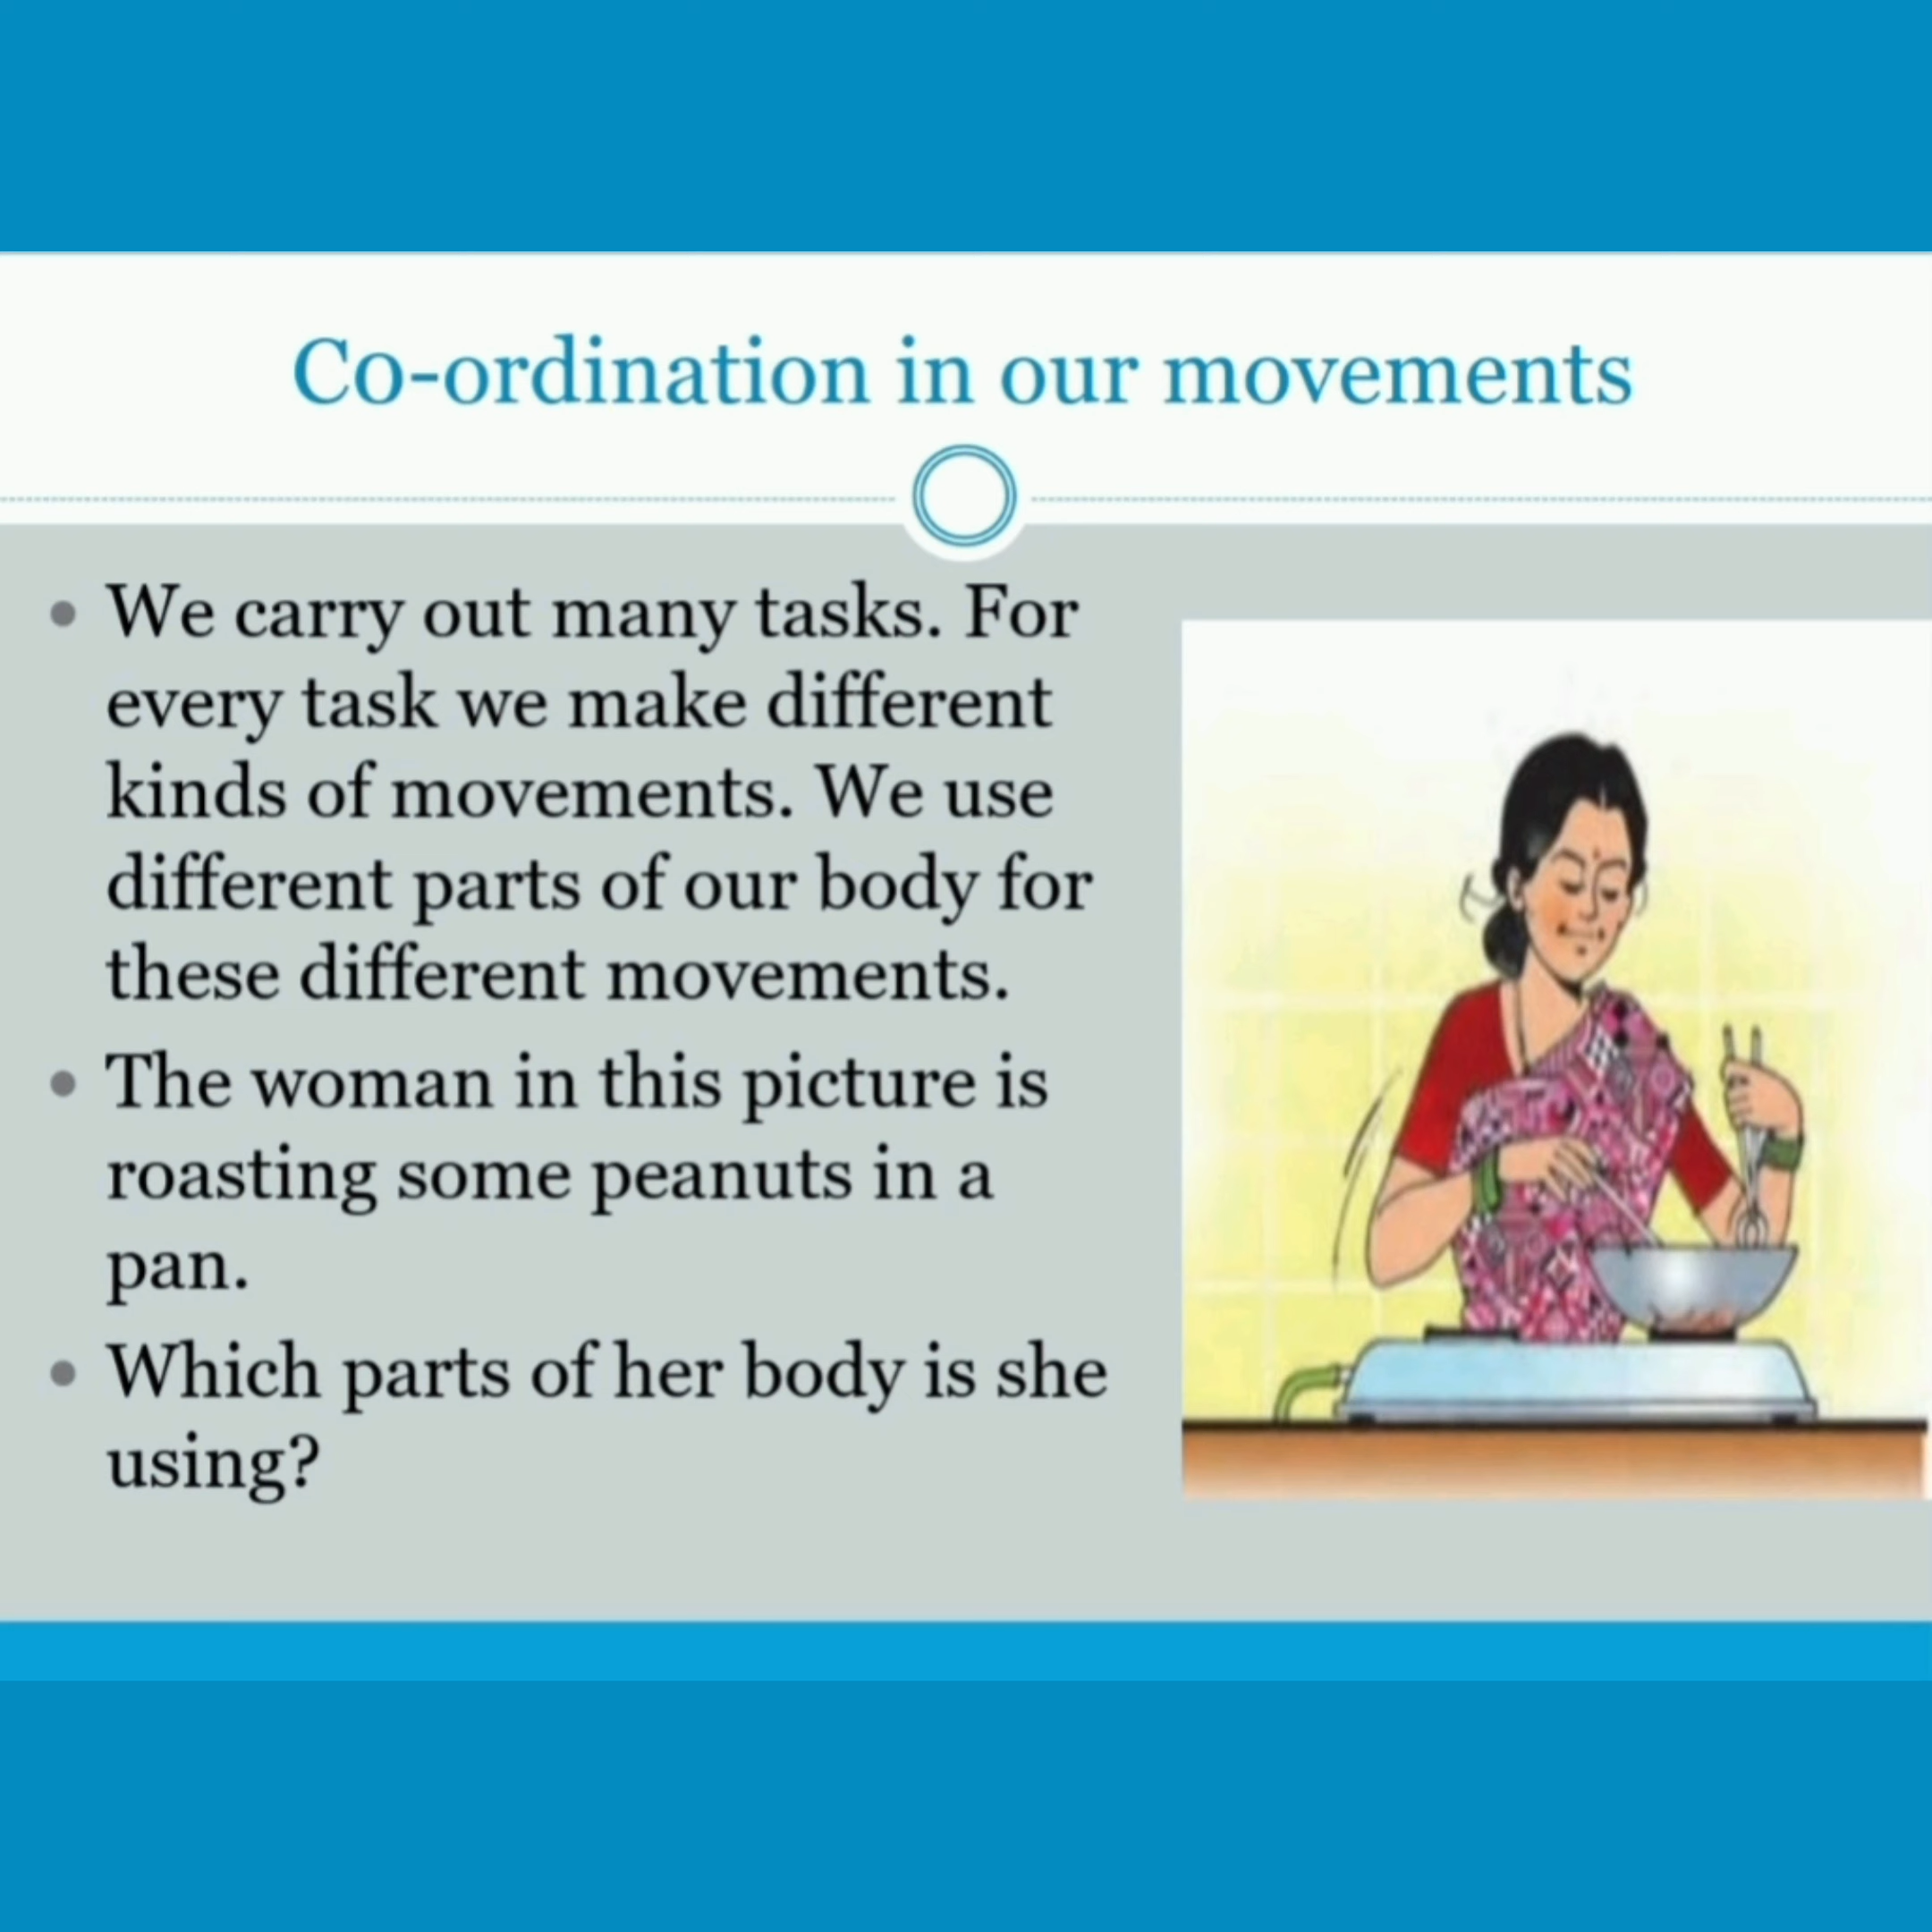 Co-ordination in our movements
• We carry out many tasks. For
every task we make different
kinds of movements. We use
different parts of our body for
these different movements.
• The woman in this picture is
roasting some peanuts in a
pan.
• Which parts of her body is she
using?